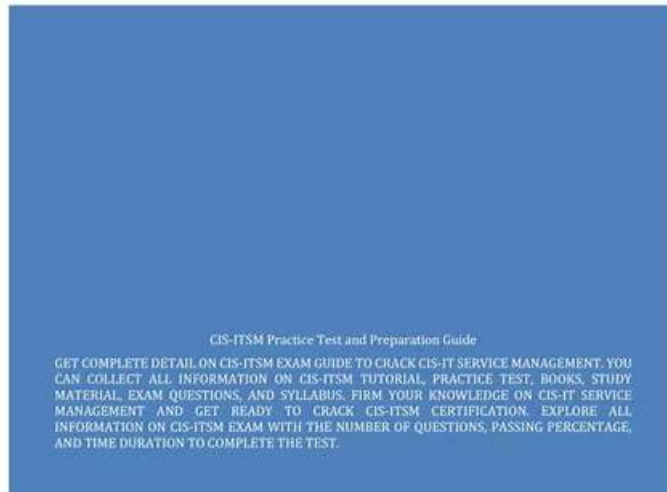 CIS-ITSM Practice Test and Preparation Guide
GET COMPLETE DETAIL ON CIS-ITSM EXAM GUIDE TO CRACK CIS-IT SERVICE MANAGEMENT. YOU
CAN COLLECT ALL INFORMATION ON CIS-ITSM TUTORIAL, PRACTICE TEST, BOOKS, STUDY
MATERIAL, EXAM QUESTIONS, AND SYLLABUS. FIRM YOUR KNOWLEDGE ON CIS-IT SERVICE
MANAGEMENT AND GET READY TO CRACK CIS-ITSM CERTIFICATION. EXPLORE ALL
INFORMATION ON CIS-ITSM EXAM WITH THE NUMBER OF QUESTIONS, PASSING PERCENTAGE,
AND TIME DURATION TO COMPLETE THE TEST.